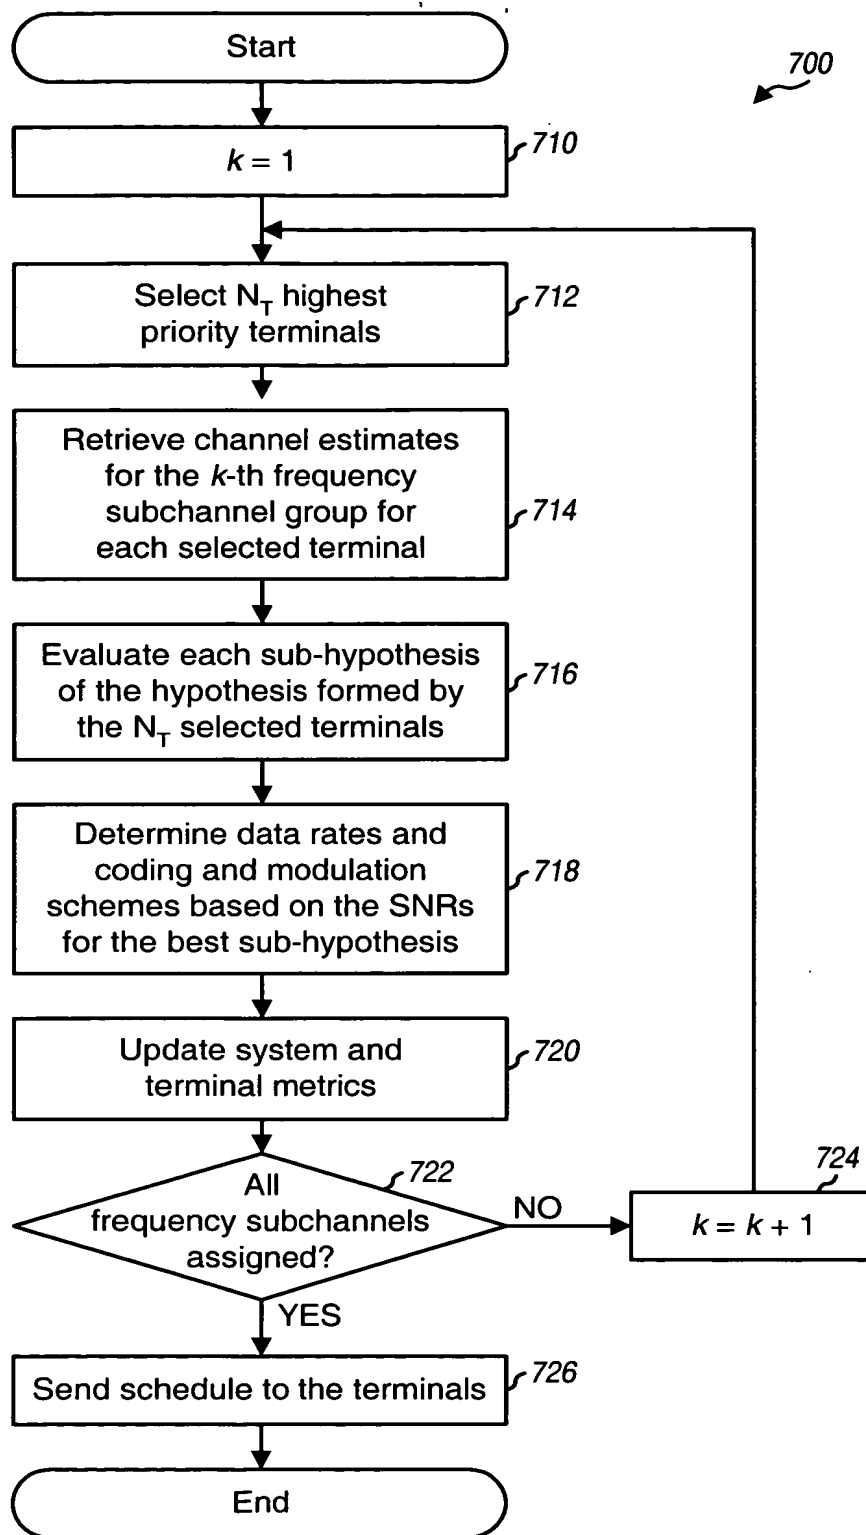 Start
700
k = 1
710
Select N_T highest
priority terminals
712
Retrieve channel estimates
for the k-th frequency
subchannel group for
each selected terminal
714
Evaluate each sub-hypothesis
of the hypothesis formed by
the N_T selected terminals
716
Determine data rates and
coding and modulation
schemes based on the SNRs
for the best sub-hypothesis
718
Update system and
terminal metrics
720
All
frequency subchannels
assigned?
722
NO
724
k = k + 1
YES
Send schedule to the terminals
726
End